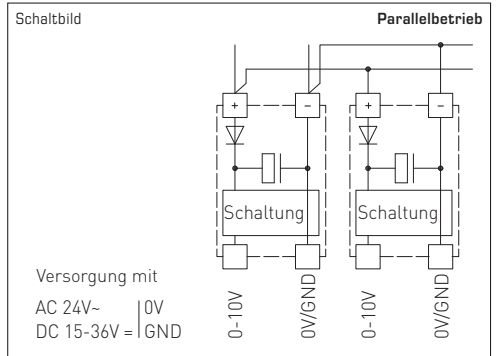 Schaltbild Parallelbetrieb
+ − + −
Schaltung Schaltung
Versorgung mit
AC 24V~ 0V
DC 15-36V = GND
0-10V 0V/GND 0-10V 0V/GND